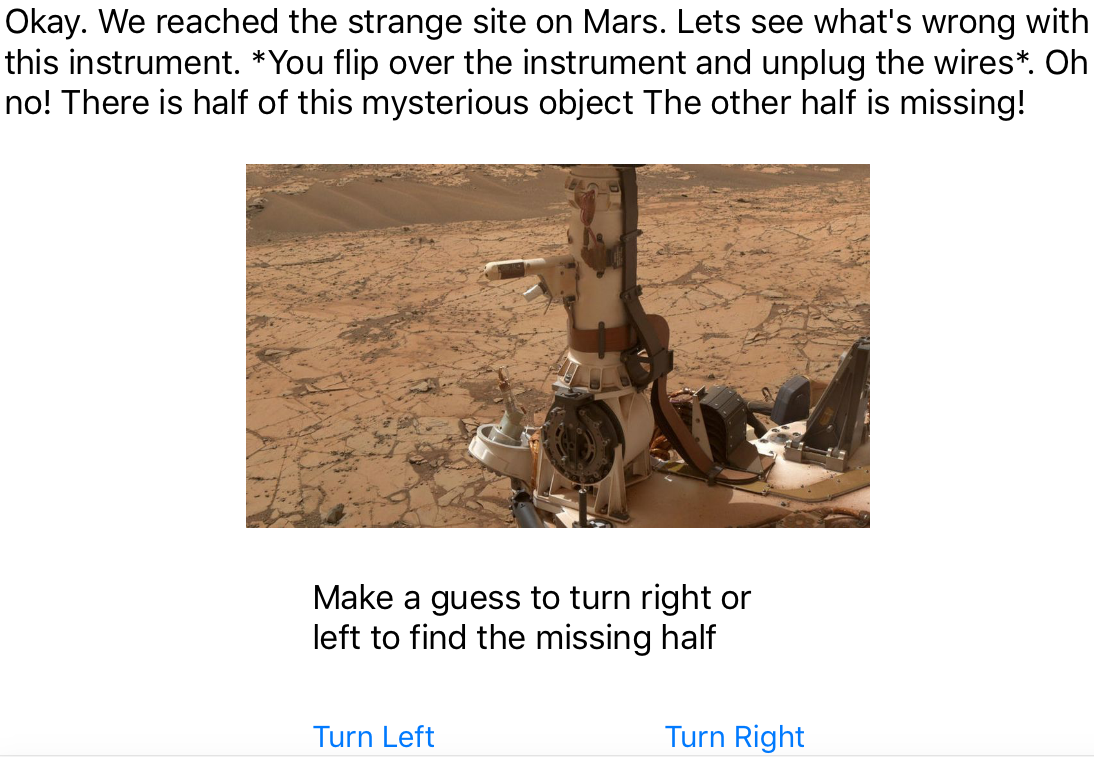 Okay. We reached the strange site on Mars. Lets see what's wrong with
this instrument. *You flip over the instrument and unplug the wires*. Oh
no! There is half of this mysterious object The other half is missing!
Make a guess to turn right or
left to find the missing half
Turn Left
Turn Right